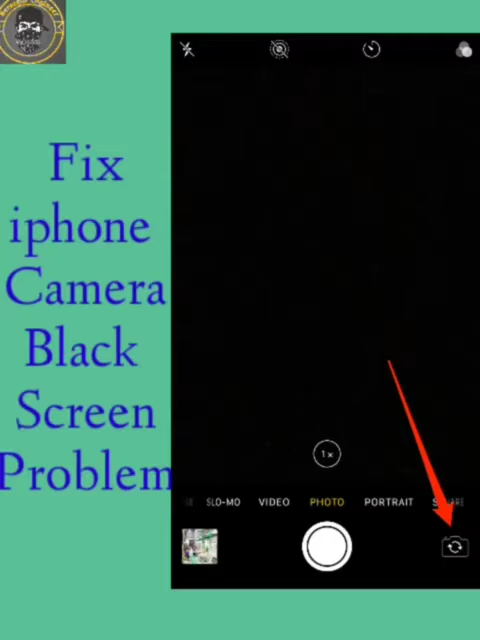 Fix
iphone
Camera
Black
Screen
Problem
1×
SLO-MO VIDEO PHOTO PORTRAIT